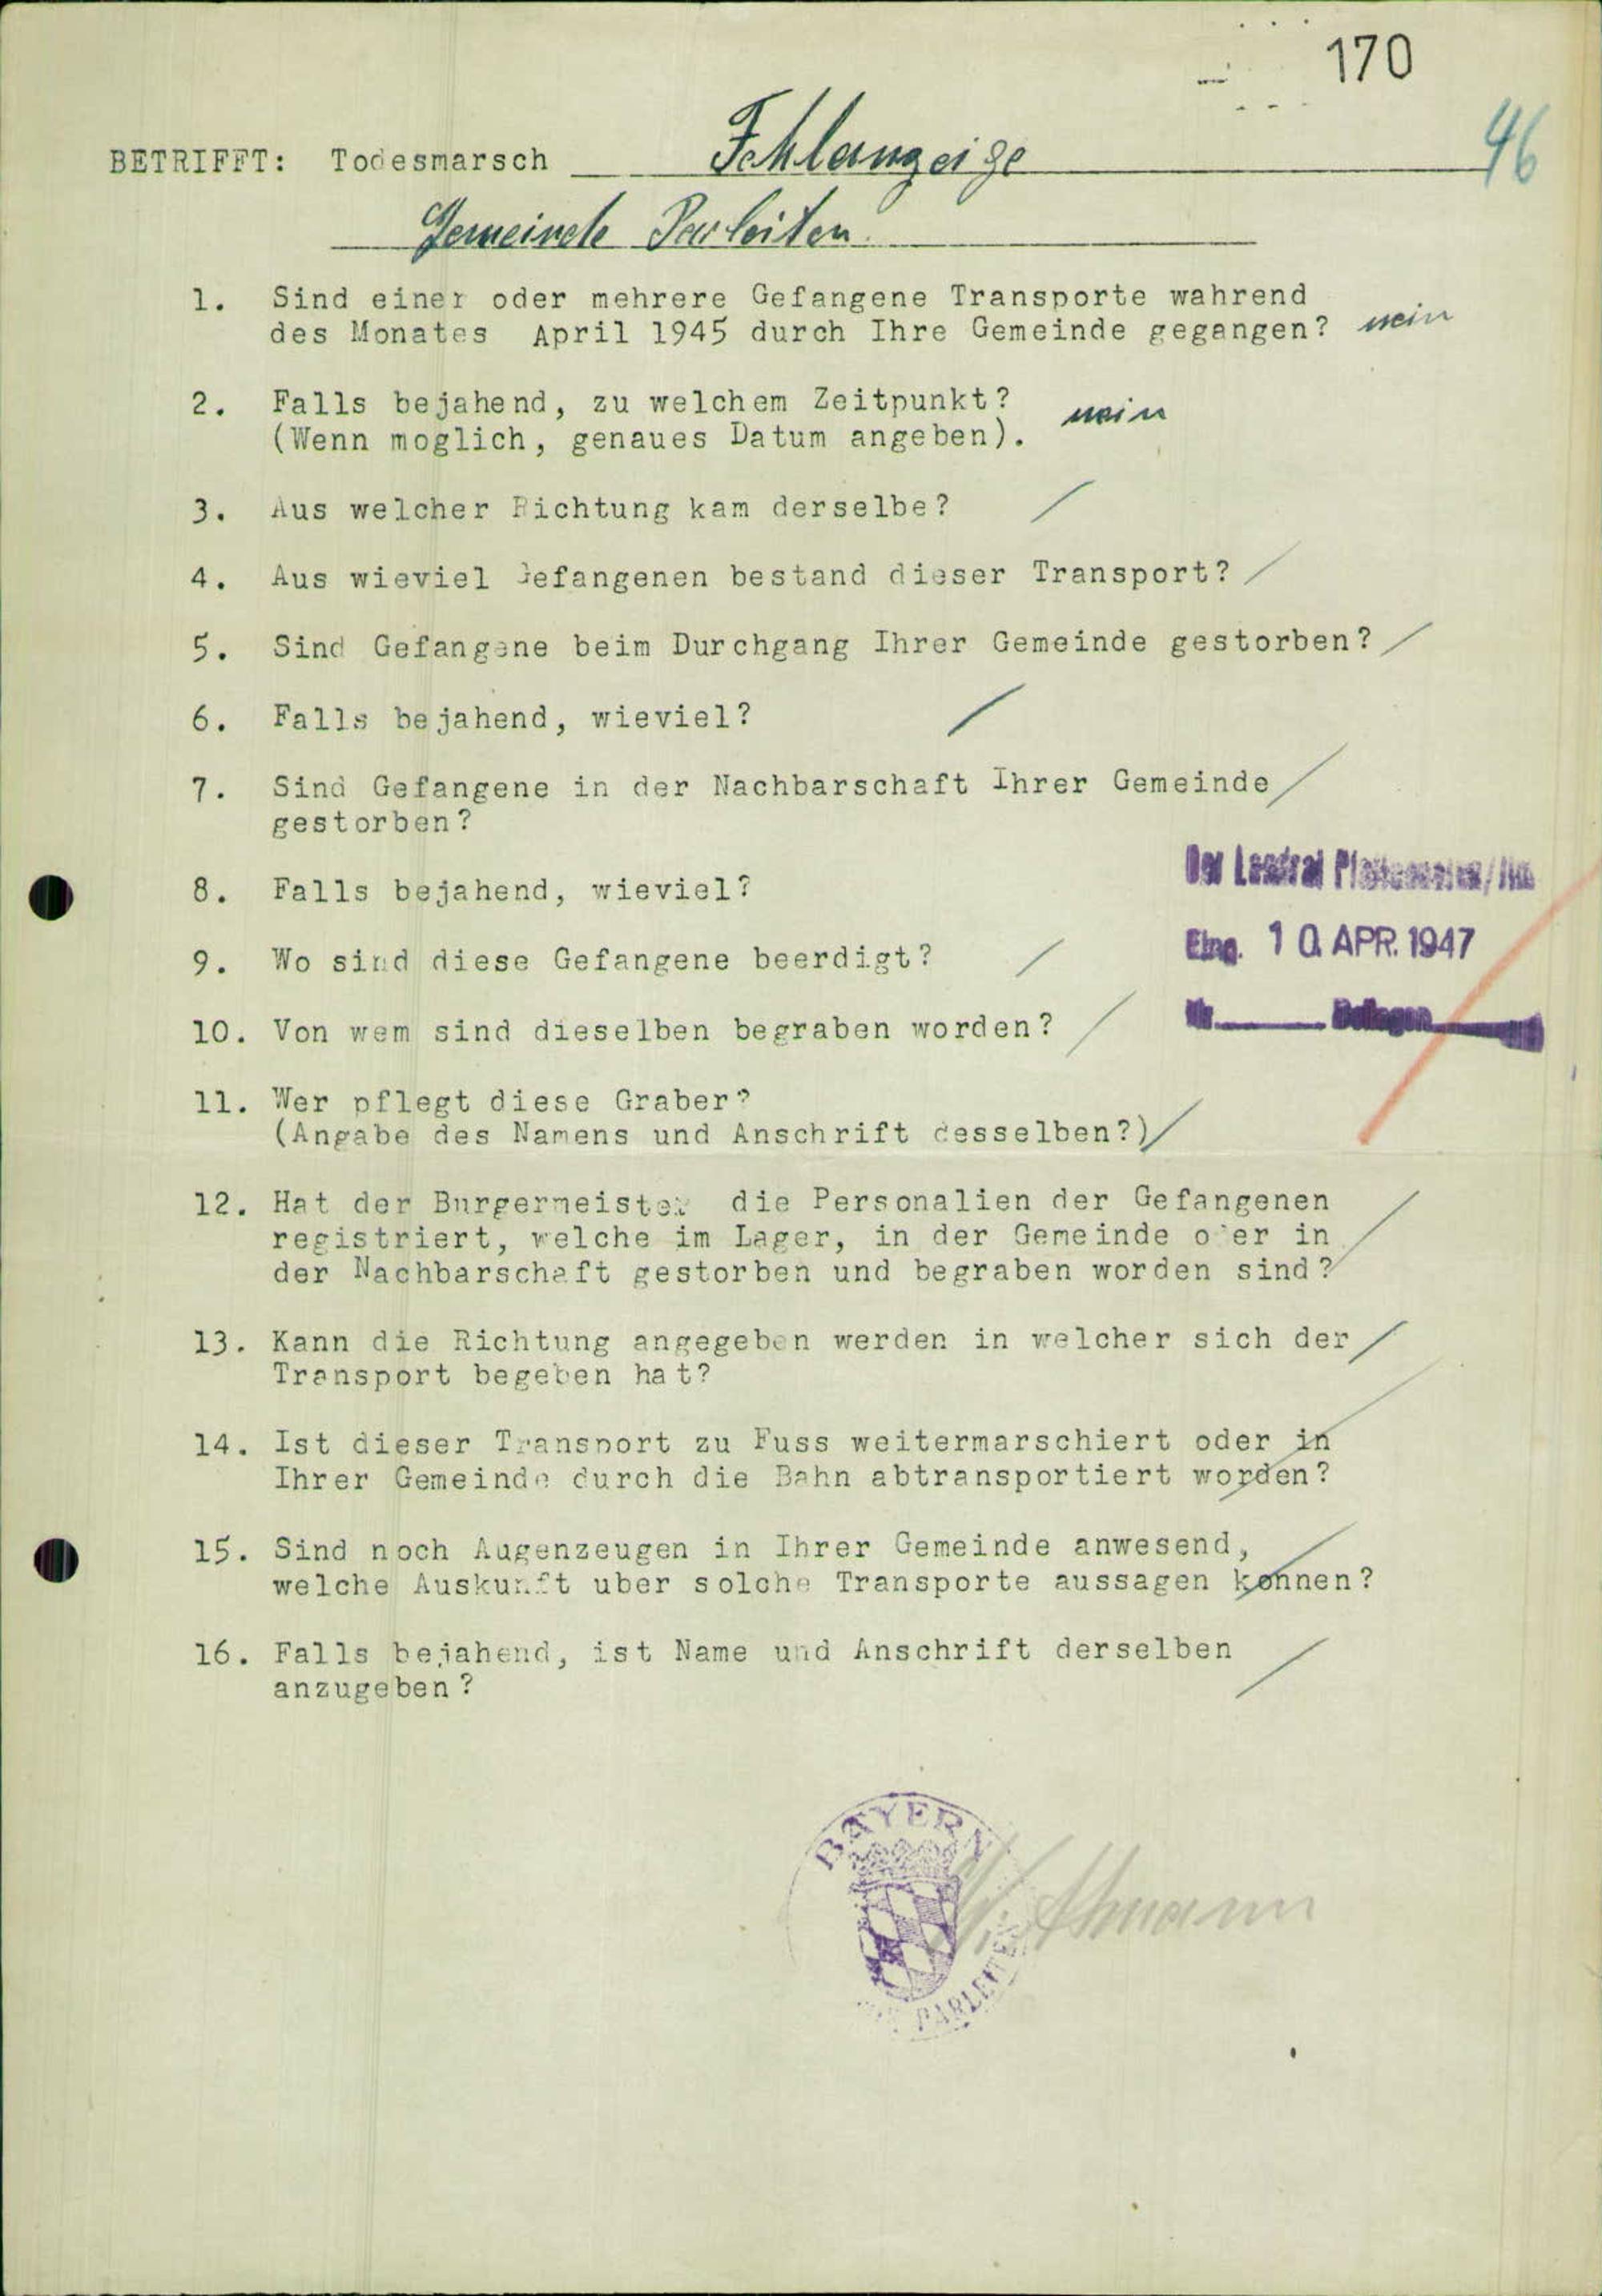 170
46
BETRIFFT: Todesmarsch Fehlanzeige
Gemeinde Parleiten.
1. Sind einer oder mehrere Gefangene Transporte wahrend
des Monates April 1945 durch Ihre Gemeinde gegangen? nein
2. Falls bejahend, zu welchem Zeitpunkt? nein
(Wenn moglich, genaues Datum angeben).
3. Aus welcher Richtung kam derselbe? /
4. Aus wieviel Gefangenen bestand dieser Transport? /
5. Sind Gefangene beim Durchgang Ihrer Gemeinde gestorben? /
6. Falls bejahend, wieviel? /
7. Sind Gefangene in der Nachbarschaft Ihrer Gemeinde /
gestorben?
8. Falls bejahend, wieviel?
Der Landrat
9. Wo sind diese Gefangene beerdigt? /
Eing. 10. APR. 1947
10. Von wem sind dieselben begraben worden? /
Nr. Beilagen
11. Wer pflegt diese Graber?
(Angabe des Namens und Anschrift desselben?) /
12. Hat der Burgermeister die Personalien der Gefangenen
registriert, welche im Lager, in der Gemeinde oder in
der Nachbarschaft gestorben und begraben worden sind? /
13. Kann die Richtung angegeben werden in welcher sich der /
Transport begeben hat?
14. Ist dieser Transport zu Fuss weitermarschiert oder in
Ihrer Gemeinde durch die Bahn abtransportiert worden? /
15. Sind noch Augenzeugen in Ihrer Gemeinde anwesend,
welche Auskunft uber solche Transporte aussagen konnen? /
16. Falls bejahend, ist Name und Anschrift derselben /
anzugeben?
BAYERN
PARLEITEN